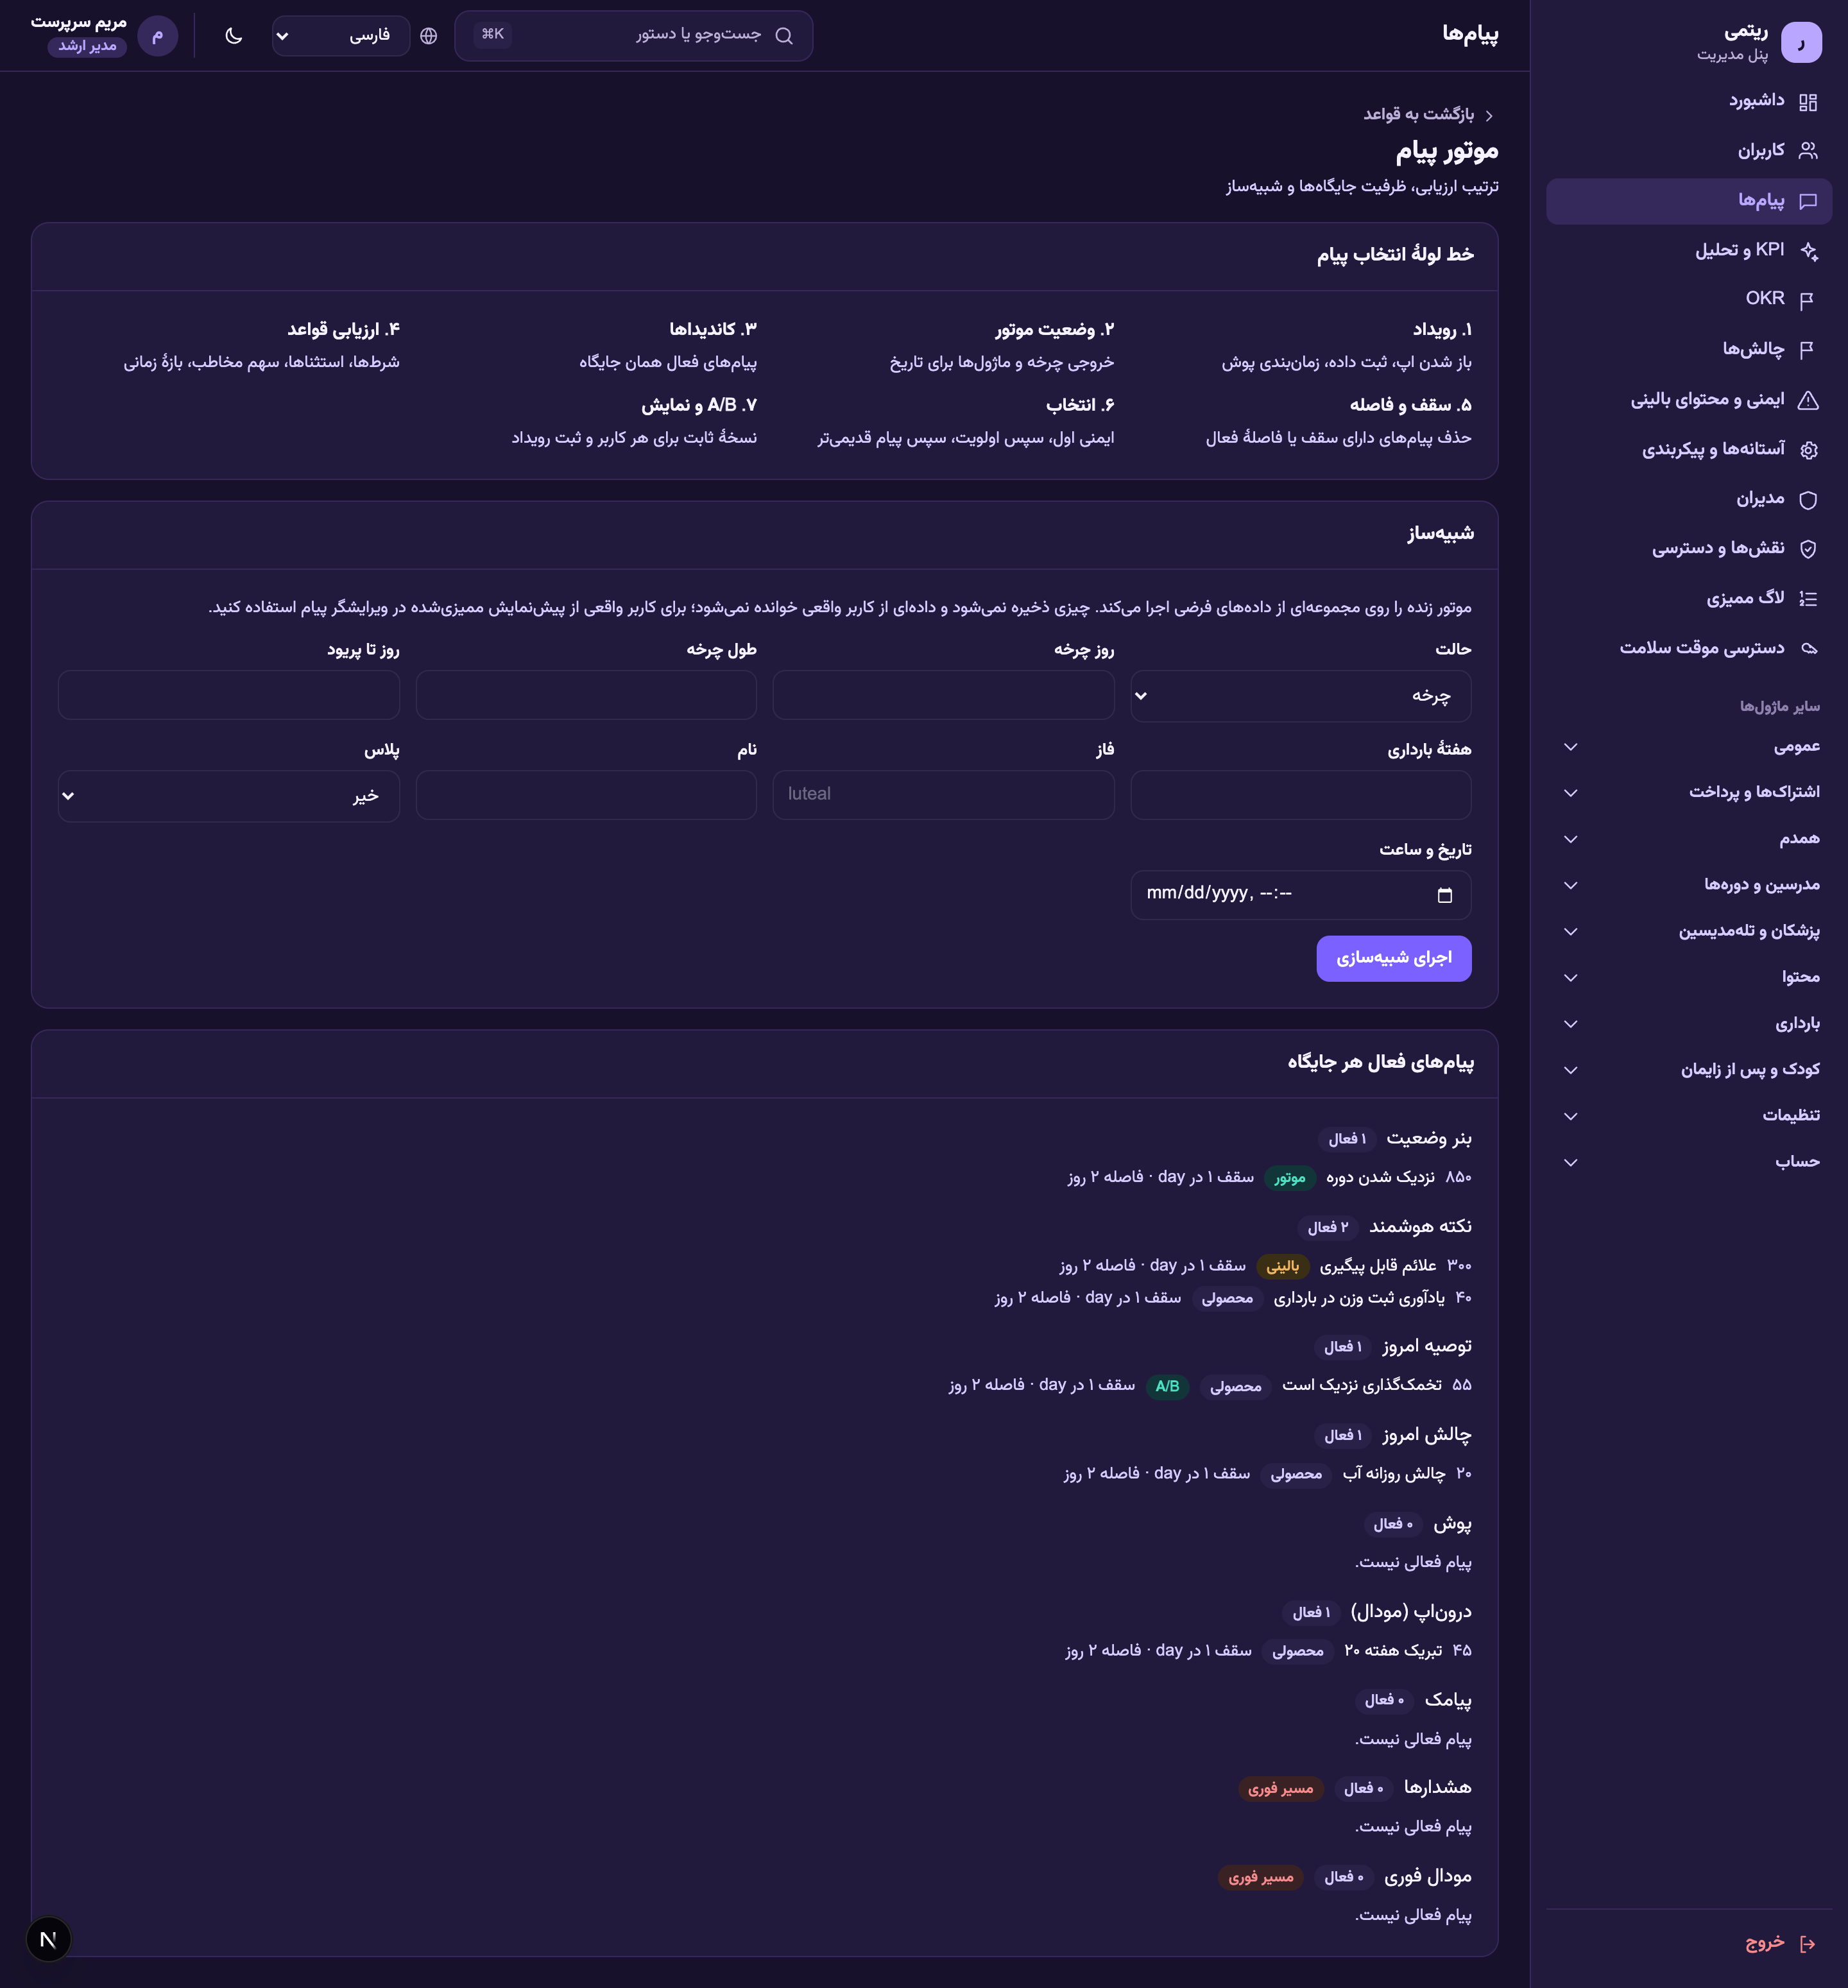 ر
ریتمی
پنل مدیریت
داشبورد
کاربران
پیام‌ها
KPI و تحلیل
OKR
چالش‌ها
ایمنی و محتوای بالینی
آستانه‌ها و پیکربندی
مدیران
نقش‌ها و دسترسی
لاگ ممیزی
دسترسی موقت سلامت
سایر ماژول‌ها
عمومی
اشتراک‌ها و پرداخت
همدم
مدرسین و دوره‌ها
پزشکان و تله‌مدیسین
محتوا
بارداری
کودک و پس از زایمان
تنظیمات
حساب
خروج
پیام‌ها
جست‌وجو یا دستور
⌘K
فارسی
م
مریم سرپرست
مدیر ارشد
بازگشت به قواعد
موتور پیام
ترتیب ارزیابی، ظرفیت جایگاه‌ها و شبیه‌ساز
خط لولهٔ انتخاب پیام
۱. رویداد
باز شدن اپ، ثبت داده، زمان‌بندی پوش
۲. وضعیت موتور
خروجی چرخه و ماژول‌ها برای تاریخ
۳. کاندیداها
پیام‌های فعال همان جایگاه
۴. ارزیابی قواعد
شرط‌ها، استثناها، سهم مخاطب، بازهٔ زمانی
۵. سقف و فاصله
حذف پیام‌های دارای سقف یا فاصلهٔ فعال
۶. انتخاب
ایمنی اول، سپس اولویت، سپس پیام قدیمی‌تر
۷. A/B و نمایش
نسخهٔ ثابت برای هر کاربر و ثبت رویداد
شبیه‌ساز
موتور زنده را روی مجموعه‌ای از داده‌های فرضی اجرا می‌کند. چیزی ذخیره نمی‌شود و داده‌ای از کاربر واقعی خوانده نمی‌شود؛ برای کاربر واقعی از پیش‌نمایش ممیزی‌شده در ویرایشگر پیام استفاده کنید.
حالت
چرخه
روز چرخه
طول چرخه
روز تا پریود
هفتهٔ بارداری
فاز
luteal
نام
پلاس
خیر
تاریخ و ساعت
mm/dd/yyyy, --:--
اجرای شبیه‌سازی
پیام‌های فعال هر جایگاه
بنر وضعیت ۱ فعال
۸۵۰ نزدیک شدن دوره موتور سقف ۱ در day · فاصله ۲ روز
نکته هوشمند ۲ فعال
۳۰۰ علائم قابل پیگیری بالینی سقف ۱ در day · فاصله ۲ روز
۴۰ یادآوری ثبت وزن در بارداری محصولی سقف ۱ در day · فاصله ۲ روز
توصیه امروز ۱ فعال
۵۵ تخمک‌گذاری نزدیک است محصولی A/B سقف ۱ در day · فاصله ۲ روز
چالش امروز ۱ فعال
۲۰ چالش روزانه آب محصولی سقف ۱ در day · فاصله ۲ روز
پوش ۰ فعال
پیام فعالی نیست.
درون‌اپ (مودال) ۱ فعال
۴۵ تبریک هفته ۲۰ محصولی سقف ۱ در day · فاصله ۲ روز
پیامک ۰ فعال
پیام فعالی نیست.
هشدارها ۰ فعال مسیر فوری
پیام فعالی نیست.
مودال فوری ۰ فعال مسیر فوری
پیام فعالی نیست.
N